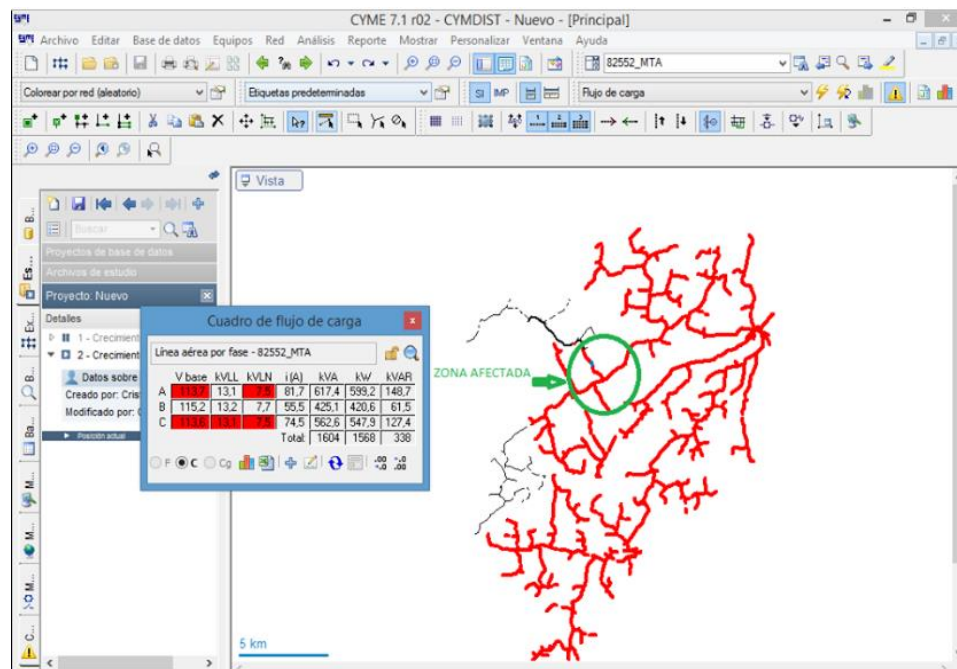 CYME 7.1 r02 - CYMDIST - Nuevo - [Principal]
Archivo Editar Base de datos Equipos Red Análisis Reporte Mostrar Personalizar Ventana Ayuda
82552_MTA
Colorear por red (aleatorio) Etiquetas predeterminadas SI IMP Flujo de carga
Vista
Buscar
Proyectos de base de datos
Archivos de estudio
Proyecto: Nuevo
Detalles
1 - Crecimient
2 - Crecimient
Datos sobre
Creado por: Cris
Modificado por:
Posición actual
B...
Es...
Ex...
B...
Ba...
M...
M...
M...
C...
Cuadro de flujo de carga
Línea aérea por fase - 82552_MTA
V base kVLL kVLN i (A) kVA kW kVAR
A 113,7 13,1 7,5 81,7 617,4 599,2 148,7
B 115,2 13,2 7,7 55,5 425,1 420,6 61,5
C 113,6 13,1 7,5 74,5 562,6 547,9 127,4
Total: 1604 1568 338
F C Cg
ZONA AFECTADA
5 km